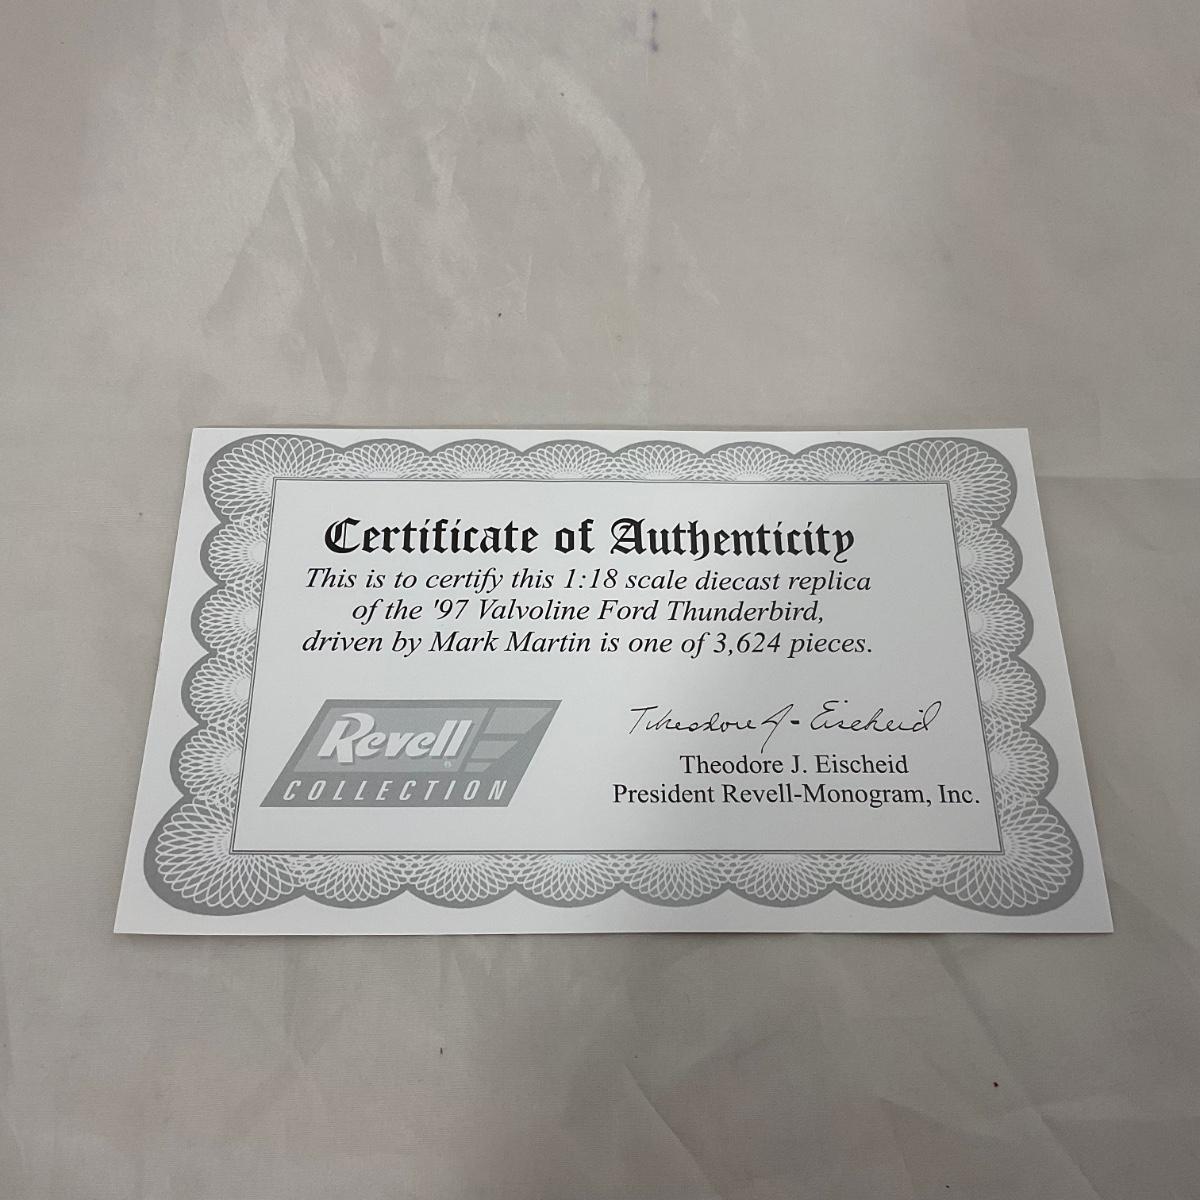 Certificate of Authenticity
This is to certify this 1:18 scale diecast replica
of the '97 Valvoline Ford Thunderbird,
driven by Mark Martin is one of 3,624 pieces.
Revell®
COLLECTION
Theodore J. Eischeid
Theodore J. Eischeid
President Revell-Monogram, Inc.